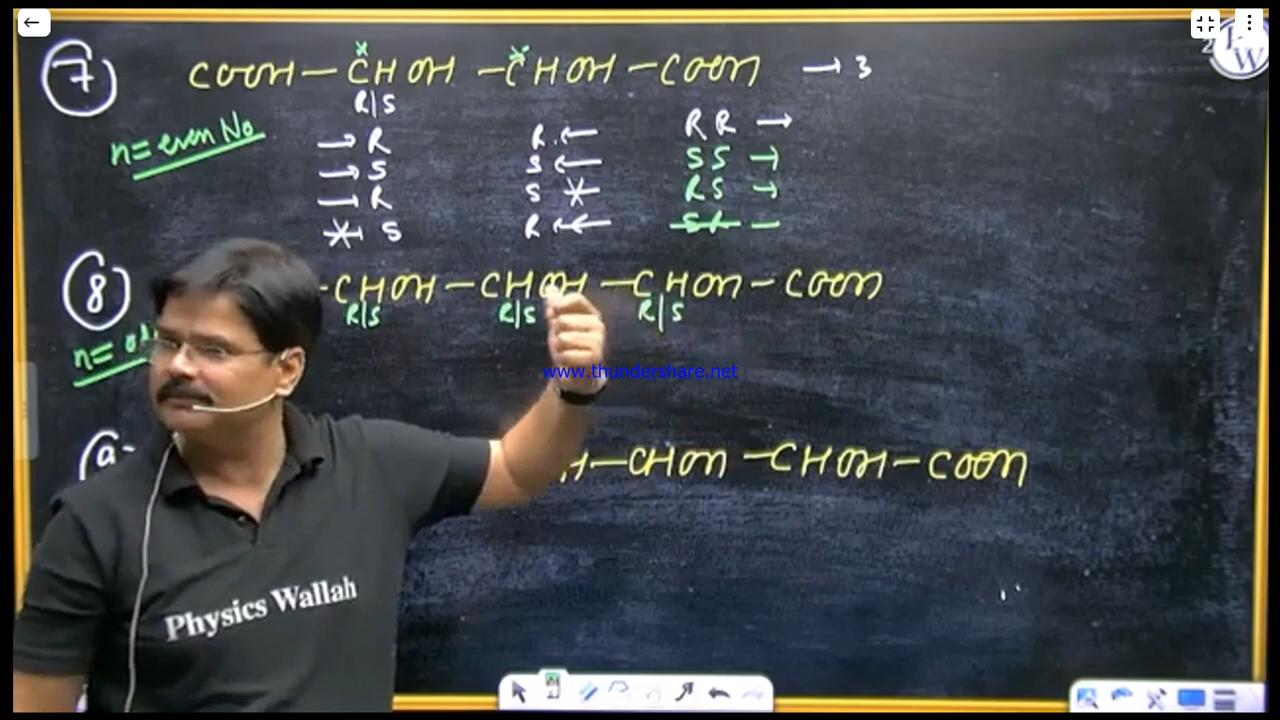 7 COOH—CHOH—CHOH—COOH → 3
R|S
n = even No
→ R R ← R R →
→ S S ← S S →
→ R S ← R S →
→ S R ← S R —
8 -CHOH—CHOH—CHOH—COOH
R|S R|S R|S
n =
www.thundershare.net
9 H—CHOH—CHOH—COOH
Physics Wallah
W